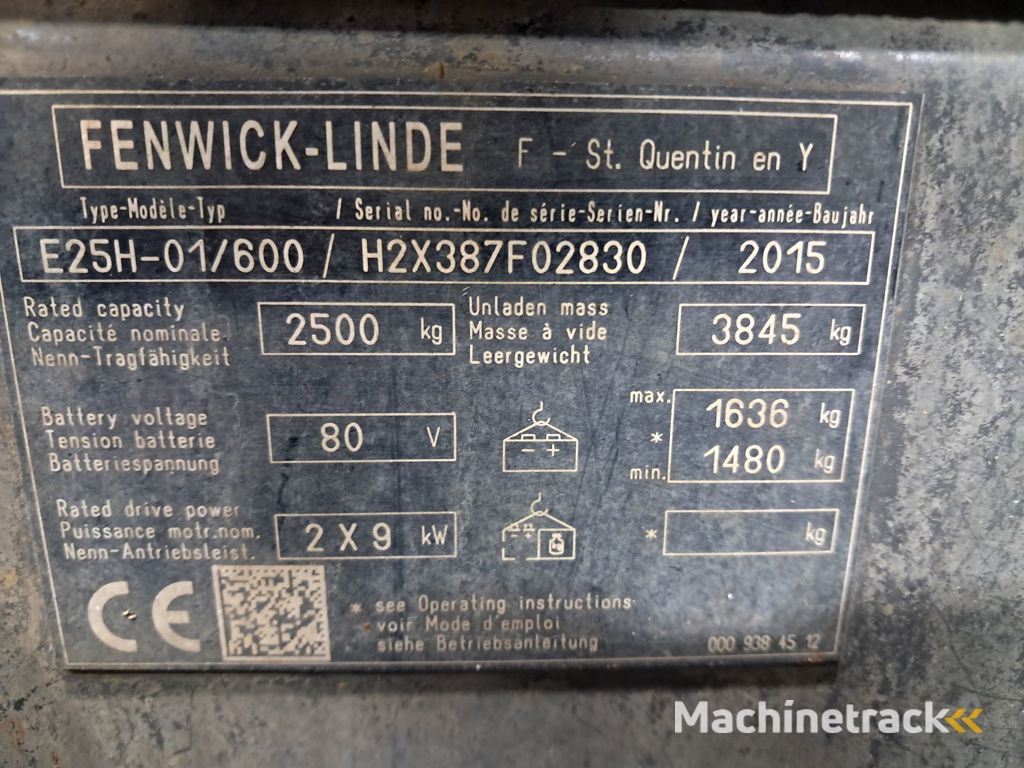 FENWICK-LINDE F - St. Quentin en Y
Type-Modèle-Typ / Serial no.-No. de série-Serien-Nr. / year-année-Baujahr
E25H-01/600 / H2X387F02830 / 2015
Rated capacity
Capacité nominale
Nenn-Tragfähigkeit
2500 kg
Unladen mass
Masse à vide
Leergewicht
3845 kg
Battery voltage
Tension batterie
Batteriespannung
80 V
- +
max. 1636 kg
*
min. 1480 kg
Rated drive power
Puissance motr.nom.
Nenn-Antriebsleist.
2 X 9 kW
- +
* kg
CE
* see Operating instructions
voir Mode d'emploi
siehe Betriebsanleitung
000 938 45 12
Machinetrack